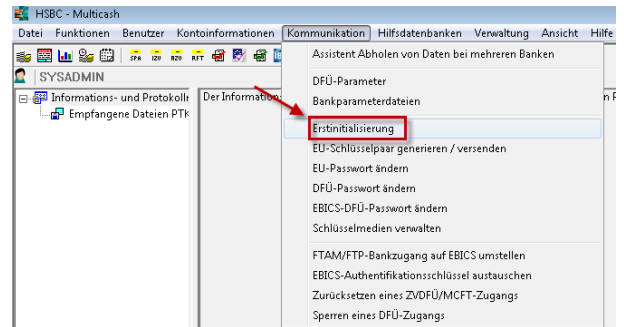 HSBC - Multicash
Datei Funktionen Benutzer Kontoinformationen Kommunikation Hilfsdatenbanken Verwaltung Ansicht Hilfe
Assistent Abholen von Daten bei mehreren Banken
SPA IZV AZV RFT
SYSADMIN
DFÜ-Parameter
Informations- und Protokoll
Der Information
Bankparameterdateien
Empfangene Dateien PTK
Erstinitialisierung
EU-Schlüsselpaar generieren / versenden
EU-Passwort ändern
DFÜ-Passwort ändern
EBICS-DFÜ-Passwort ändern
Schlüsselmedien verwalten
FTAM/FTP-Bankzugang auf EBICS umstellen
EBICS-Authentifikationsschlüssel austauschen
Zurücksetzen eines ZVDFÜ/MCFT-Zugangs
Sperren eines DFÜ-Zugangs